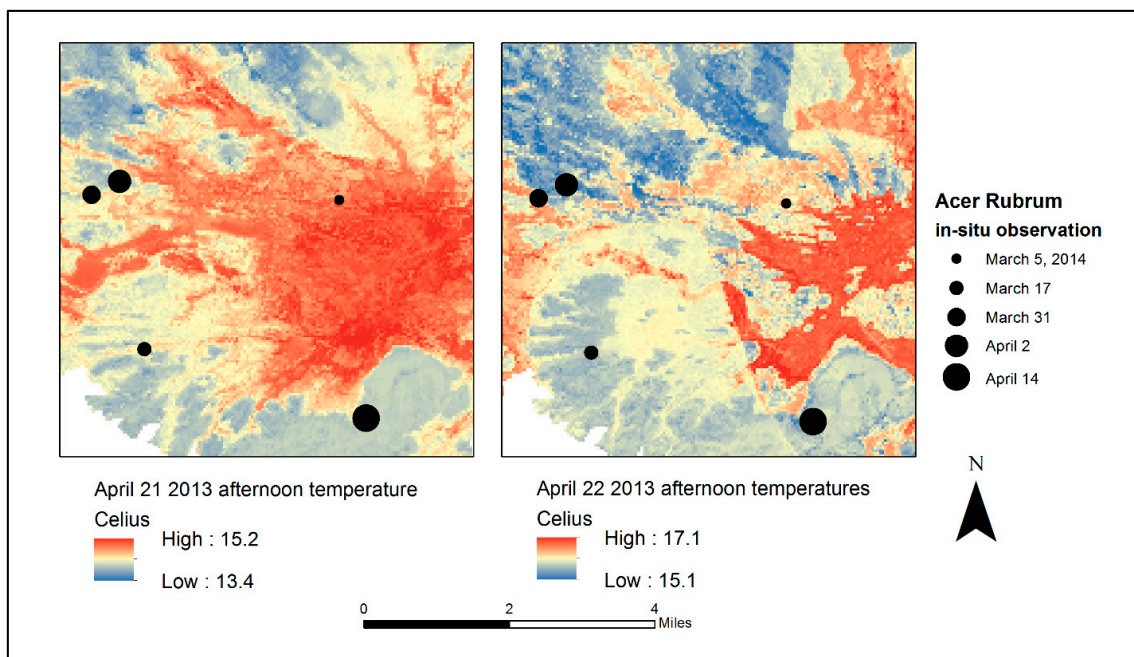 Acer Rubrum
in-situ observation
March 5, 2014
March 17
March 31
April 2
April 14
N
April 21 2013 afternoon temperature
Celius
High : 15.2
Low : 13.4
April 22 2013 afternoon temperatures
Celius
High : 17.1
Low : 15.1
0 2 4
Miles